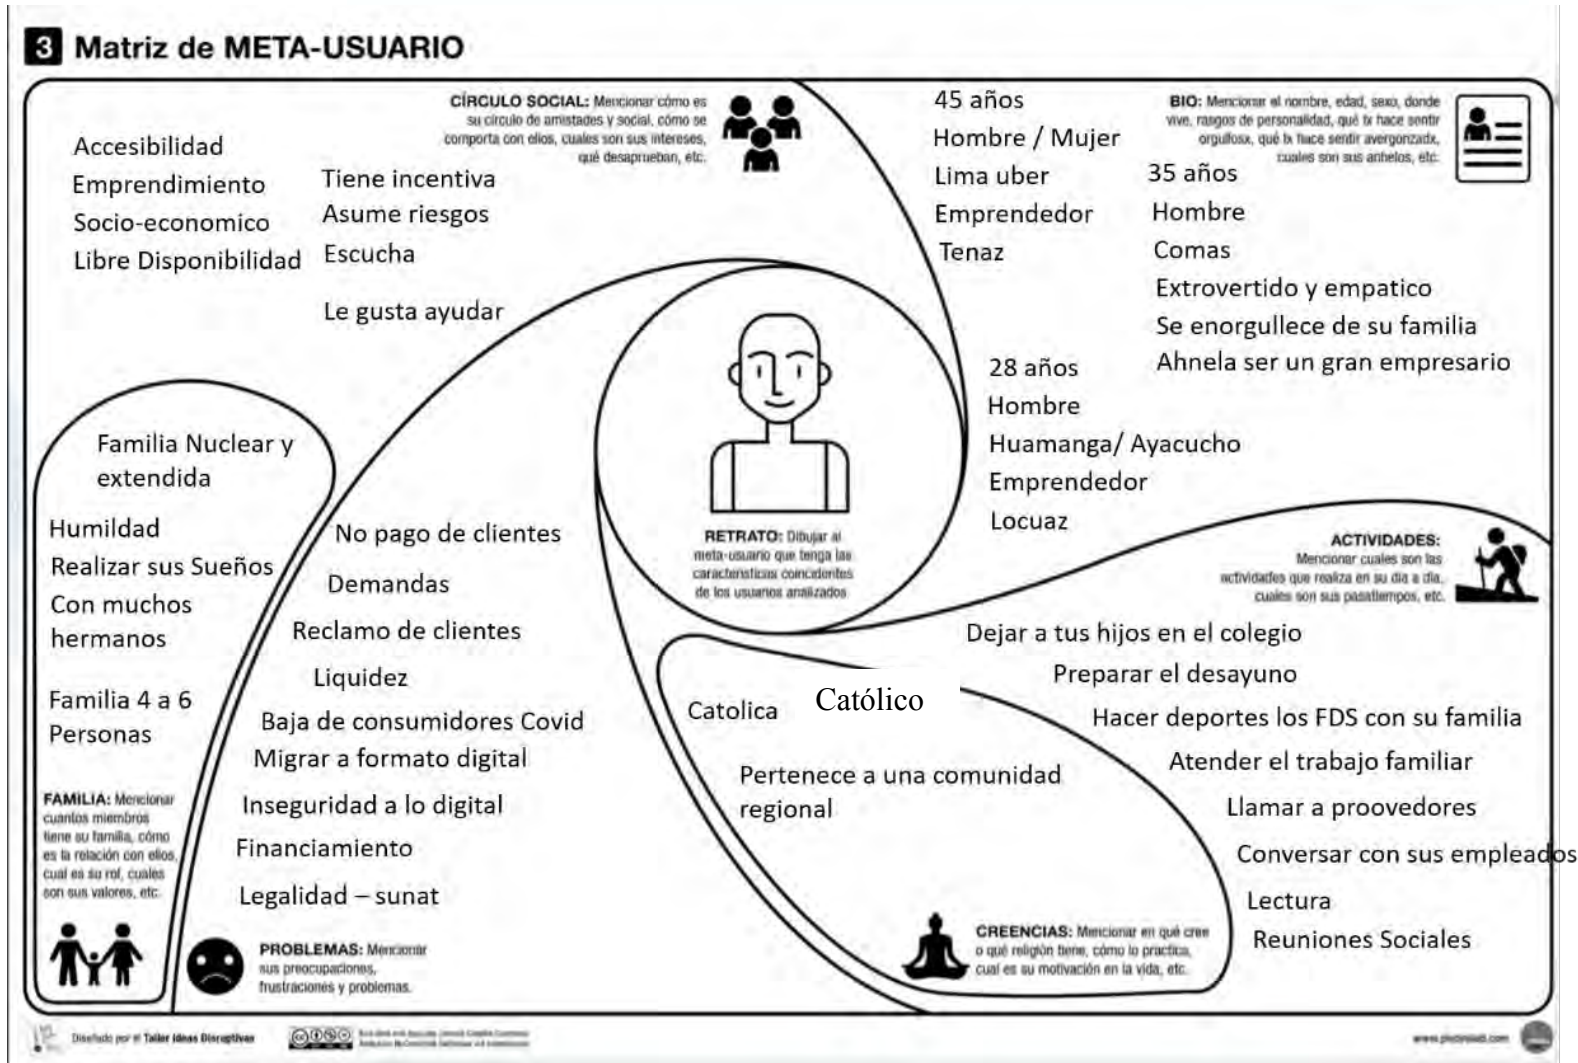 3 Matriz de META-USUARIO
CÍRCULO SOCIAL: Mencionar cómo es
su círculo de amistades y social, cómo se
comporta con ellos, cuales son sus intereses,
qué desaprueban, etc.
Accesibilidad
Emprendimiento
Socio-economico
Libre Disponibilidad
Tiene incentiva
Asume riesgos
Escucha
Le gusta ayudar
BIO: Mencionar el nombre, edad, sexo, donde
vive, rasgos de personalidad, qué lx hace sentir
orgullosx, qué lx hace sentir avergonzadx,
cuales son sus anhelos, etc.
45 años
Hombre / Mujer
Lima uber
Emprendedor
Tenaz
35 años
Hombre
Comas
Extrovertido y empatico
Se enorgullece de su familia
Ahnela ser un gran empresario
28 años
Hombre
Huamanga/ Ayacucho
Emprendedor
Locuaz
RETRATO: Dibujar al
meta-usuario que tenga las
características coincidentes
de los usuarios analizados
Familia Nuclear y
extendida
Humildad
Realizar sus Sueños
Con muchos
hermanos
Familia 4 a 6
Personas
FAMILIA: Mencionar
cuantos miembros
tiene su familia, cómo
es la relación con ellos,
cual es su rol, cuales
son sus valores, etc.
No pago de clientes
Demandas
Reclamo de clientes
Liquidez
Baja de consumidores Covid
Migrar a formato digital
Inseguridad a lo digital
Financiamiento
Legalidad – sunat
PROBLEMAS: Mencionar
sus preocupaciones,
frustraciones y problemas.
ACTIVIDADES:
Mencionar cuales son las
actividades que realiza en su día a día,
cuales son sus pasatiempos, etc.
Dejar a tus hijos en el colegio
Preparar el desayuno
Hacer deportes los FDS con su familia
Atender el trabajo familiar
Llamar a proovedores
Conversar con sus empleados
Lectura
Reuniones Sociales
Catolica Católico
Pertenece a una comunidad
regional
CREENCIAS: Mencionar en qué cree
o qué religión tiene, cómo lo practica,
cual es su motivación en la vida, etc.
Diseñado por el Taller Ideas Disruptivas